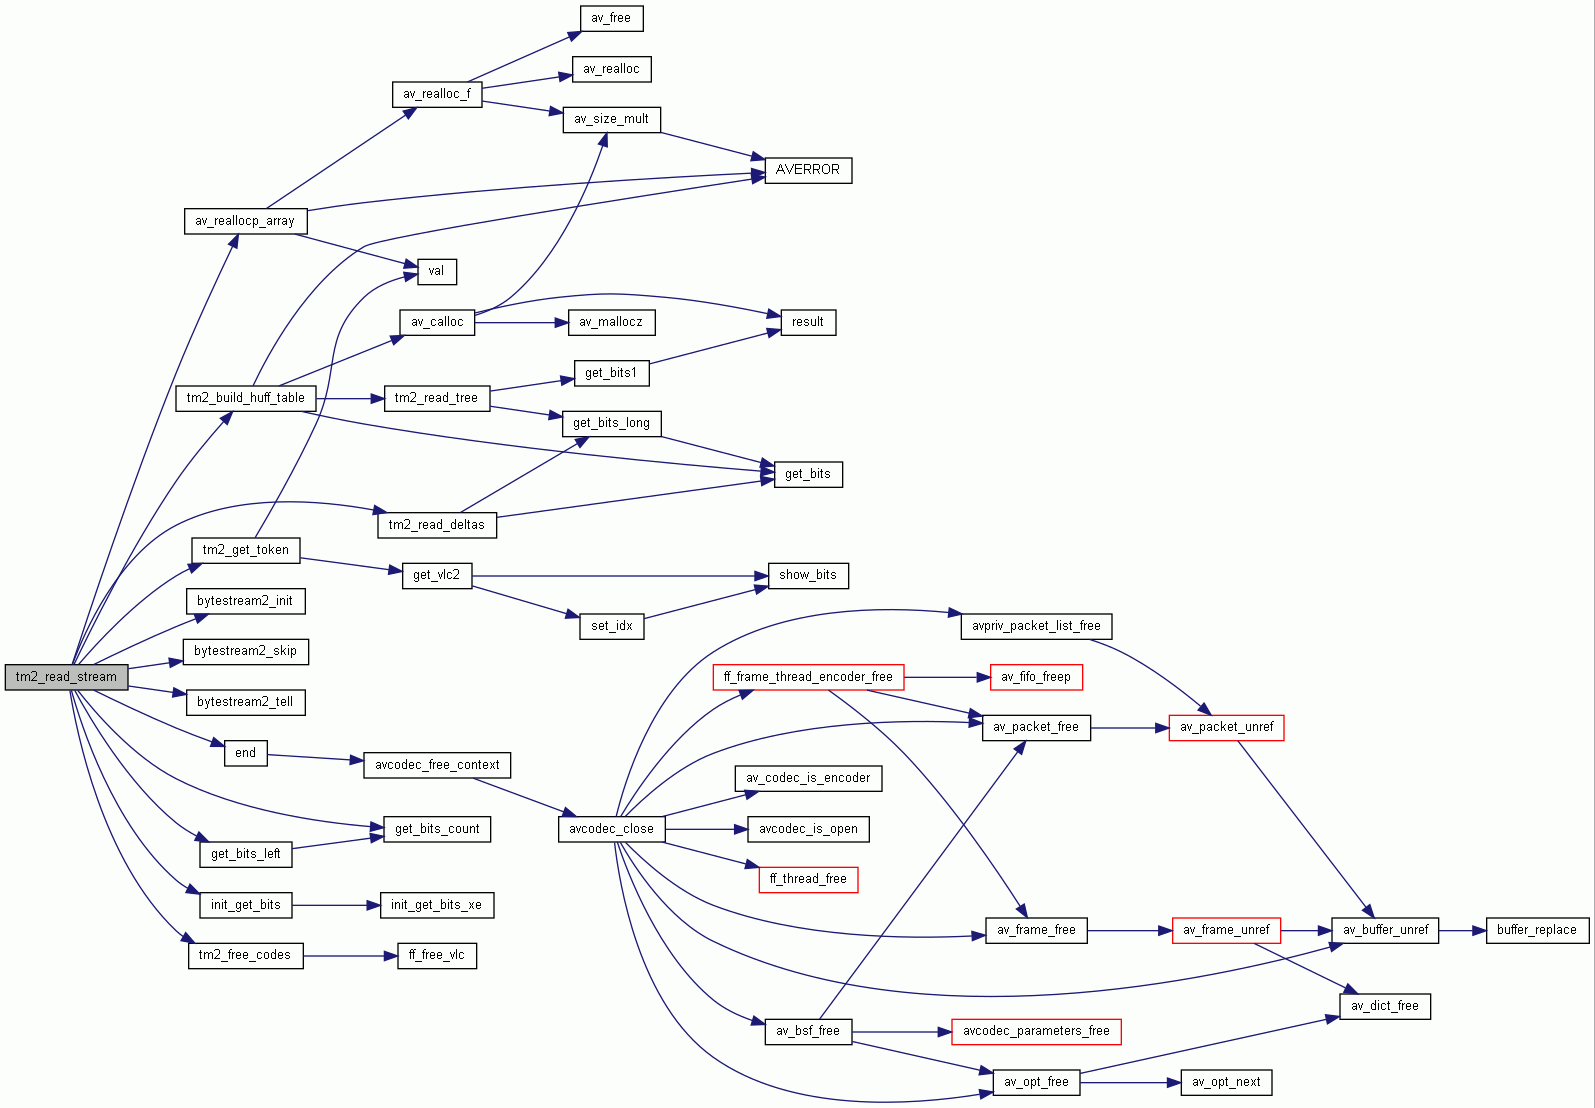 av_free
av_realloc
av_realloc_f
av_size_mult
AVERROR
av_reallocp_array
val
av_calloc
av_mallocz
result
get_bits1
tm2_build_huff_table
tm2_read_tree
get_bits_long
get_bits
tm2_read_deltas
tm2_get_token
get_vlc2
show_bits
bytestream2_init
set_idx
avpriv_packet_list_free
bytestream2_skip
tm2_read_stream
ff_frame_thread_encoder_free
av_fifo_freep
bytestream2_tell
av_packet_free
av_packet_unref
end
avcodec_free_context
av_codec_is_encoder
get_bits_count
avcodec_close
avcodec_is_open
get_bits_left
ff_thread_free
init_get_bits
init_get_bits_xe
av_frame_free
av_frame_unref
av_buffer_unref
buffer_replace
tm2_free_codes
ff_free_vlc
av_dict_free
av_bsf_free
avcodec_parameters_free
av_opt_free
av_opt_next